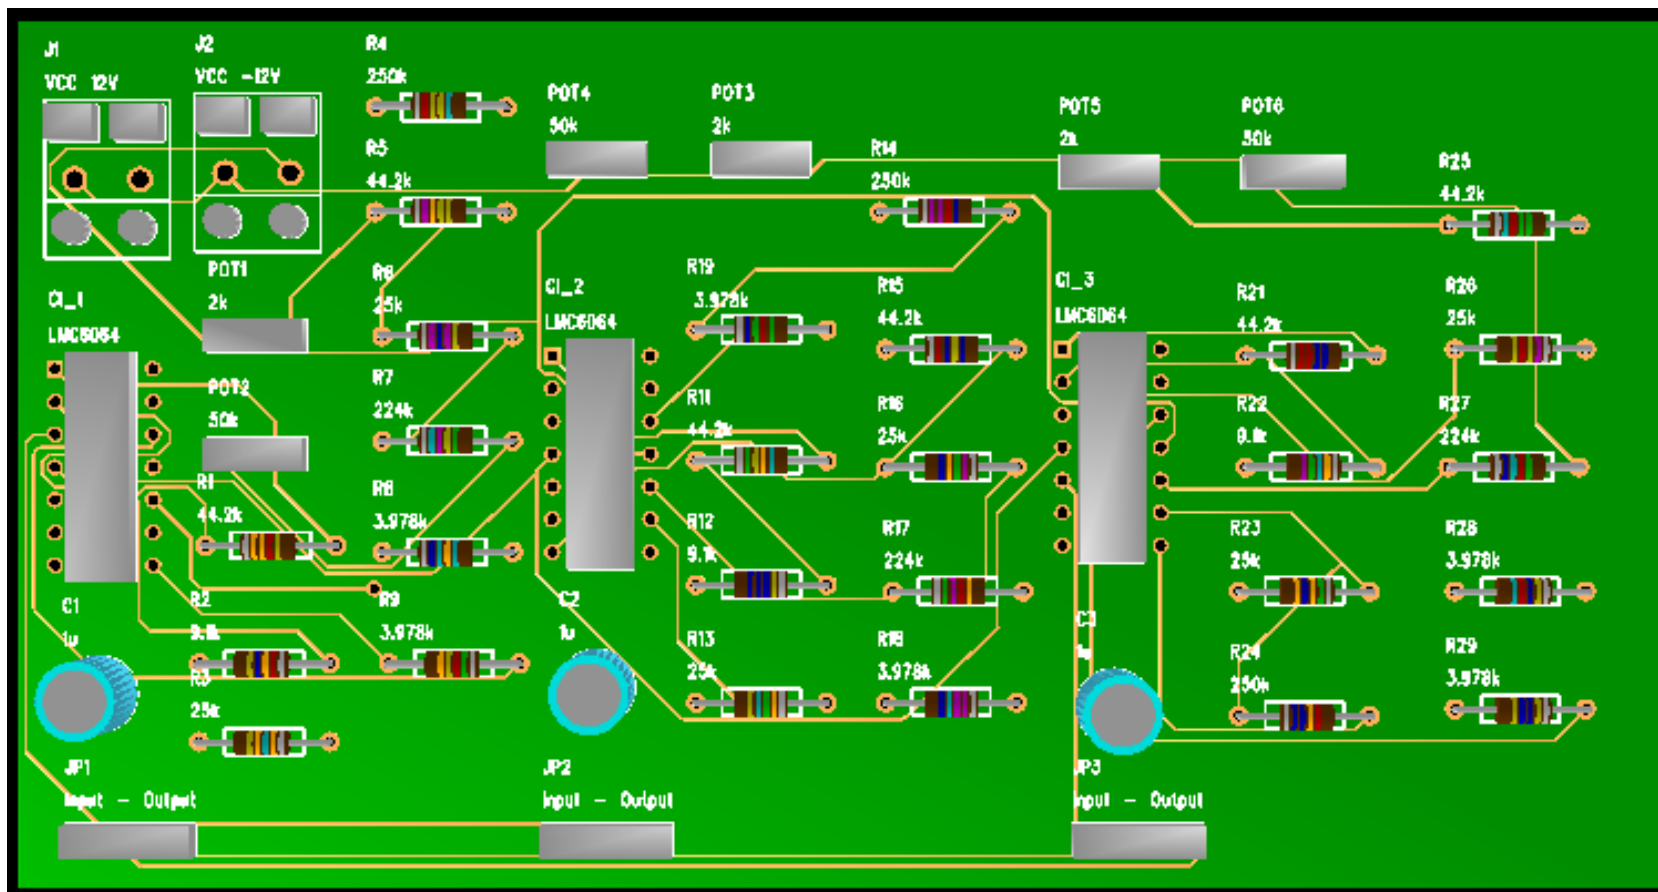 J1
VCC 12V
J2
VCC -12V
R4
250k
POT4
50k
POT3
2k
POT5
2k
POT6
50k
R5
44.2k
R14
250k
R25
44.2k
POT1
2k
R6
25k
CI_1
LMC6064
CI_2
LMC6064
R19
3.978k
R15
44.2k
CI_3
LMC6064
R21
44.2k
R26
25k
POT2
50k
R7
224k
R11
44.2k
R16
25k
R22
9.1k
R27
224k
R1
44.2k
R8
3.978k
R12
9.1k
R17
224k
R23
25k
R28
3.978k
C1
1u
R2
9.1k
R9
3.978k
C2
1u
R13
25k
R18
3.978k
C3
1u
R24
250k
R29
3.978k
R3
25k
JP1
Input - Output
JP2
Input - Output
JP3
Input - Output